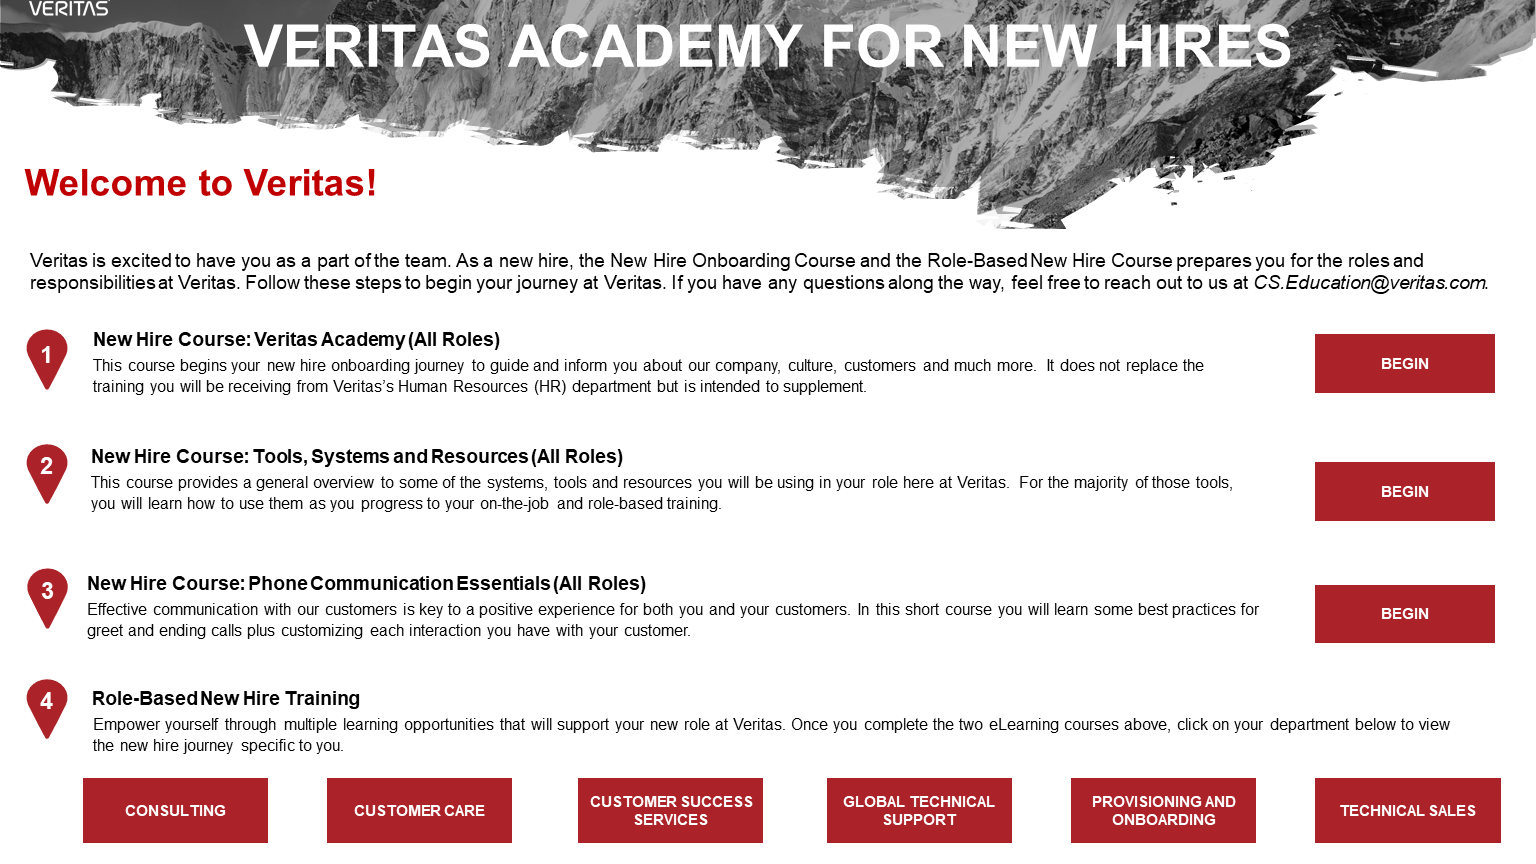 VERITAS
VERITAS ACADEMY FOR NEW HIRES
Welcome to Veritas!
Veritas is excited to have you as a part of the team. As a new hire, the New Hire Onboarding Course and the Role-Based New Hire Course prepares you for the roles and
responsibilities at Veritas. Follow these steps to begin your journey at Veritas. If you have any questions along the way, feel free to reach out to us at CS.Education@veritas.com.
1
New Hire Course: Veritas Academy (All Roles)
This course begins your new hire onboarding journey to guide and inform you about our company, culture, customers and much more. It does not replace the
training you will be receiving from Veritas’s Human Resources (HR) department but is intended to supplement.
BEGIN
2
New Hire Course: Tools, Systems and Resources (All Roles)
This course provides a general overview to some of the systems, tools and resources you will be using in your role here at Veritas. For the majority of those tools,
you will learn how to use them as you progress to your on-the-job and role-based training.
BEGIN
3
New Hire Course: Phone Communication Essentials (All Roles)
Effective communication with our customers is key to a positive experience for both you and your customers. In this short course you will learn some best practices for
greet and ending calls plus customizing each interaction you have with your customer.
BEGIN
4
Role-Based New Hire Training
Empower yourself through multiple learning opportunities that will support your new role at Veritas. Once you complete the two eLearning courses above, click on your department below to view
the new hire journey specific to you.
CONSULTING
CUSTOMER CARE
CUSTOMER SUCCESS
SERVICES
GLOBAL TECHNICAL
SUPPORT
PROVISIONING AND
ONBOARDING
TECHNICAL SALES